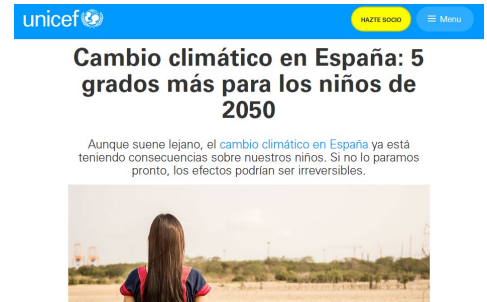 unicef
HAZTE SOCIO
Menu
Cambio climático en España: 5
grados más para los niños de
2050
Aunque suene lejano, el cambio climático en España ya está
teniendo consecuencias sobre nuestros niños. Si no lo paramos
pronto, los efectos podrían ser irreversibles.